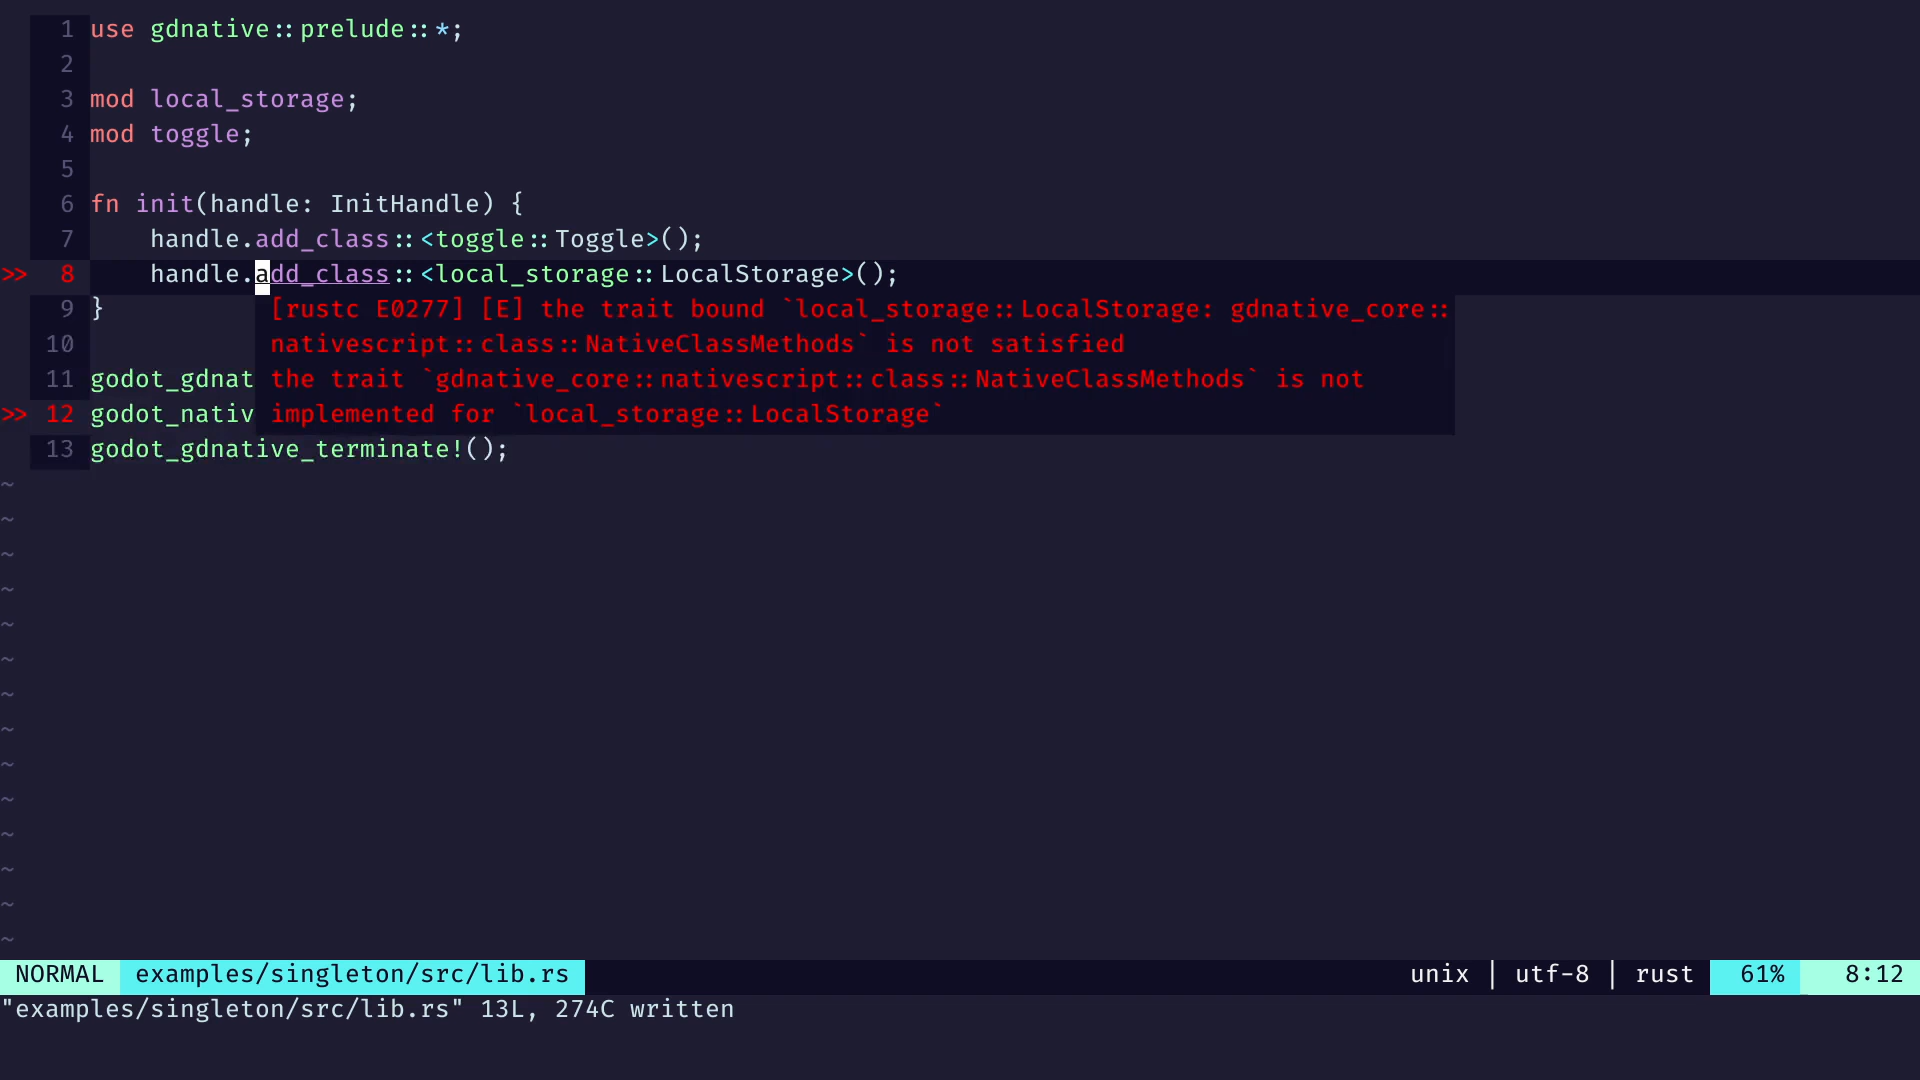 1 use gdnative::prelude::*;
2
3 mod local_storage;
4 mod toggle;
5
6 fn init(handle: InitHandle) {
7     handle.add_class::<toggle::Toggle>();
>> 8     handle.add_class::<local_storage::LocalStorage>();
9 } [rustc E0277] [E] the trait bound `local_storage::LocalStorage: gdnative_core::
10 nativescript::class::NativeClassMethods` is not satisfied
11 godot_gdnat the trait `gdnative_core::nativescript::class::NativeClassMethods` is not
>> 12 godot_nativ implemented for `local_storage::LocalStorage`
13 godot_gdnative_terminate!();
~
~
~
~
~
~
~
~
~
~
~
~
~
~
NORMAL examples/singleton/src/lib.rs unix | utf-8 | rust 61% 8:12
"examples/singleton/src/lib.rs" 13L, 274C written